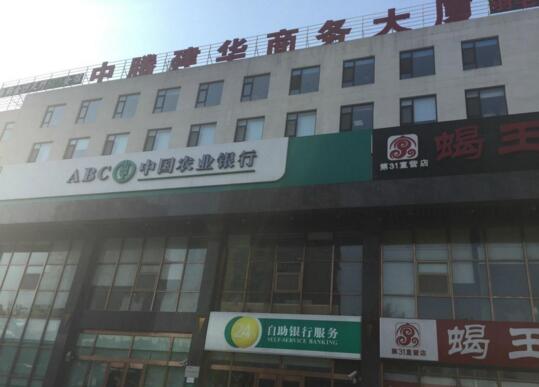 中腾建华商务大厦
ABC 中国农业银行
第31直营店
蝎王
24
自助银行服务
SELF-SERVICE BANKING
第31直营店
蝎王